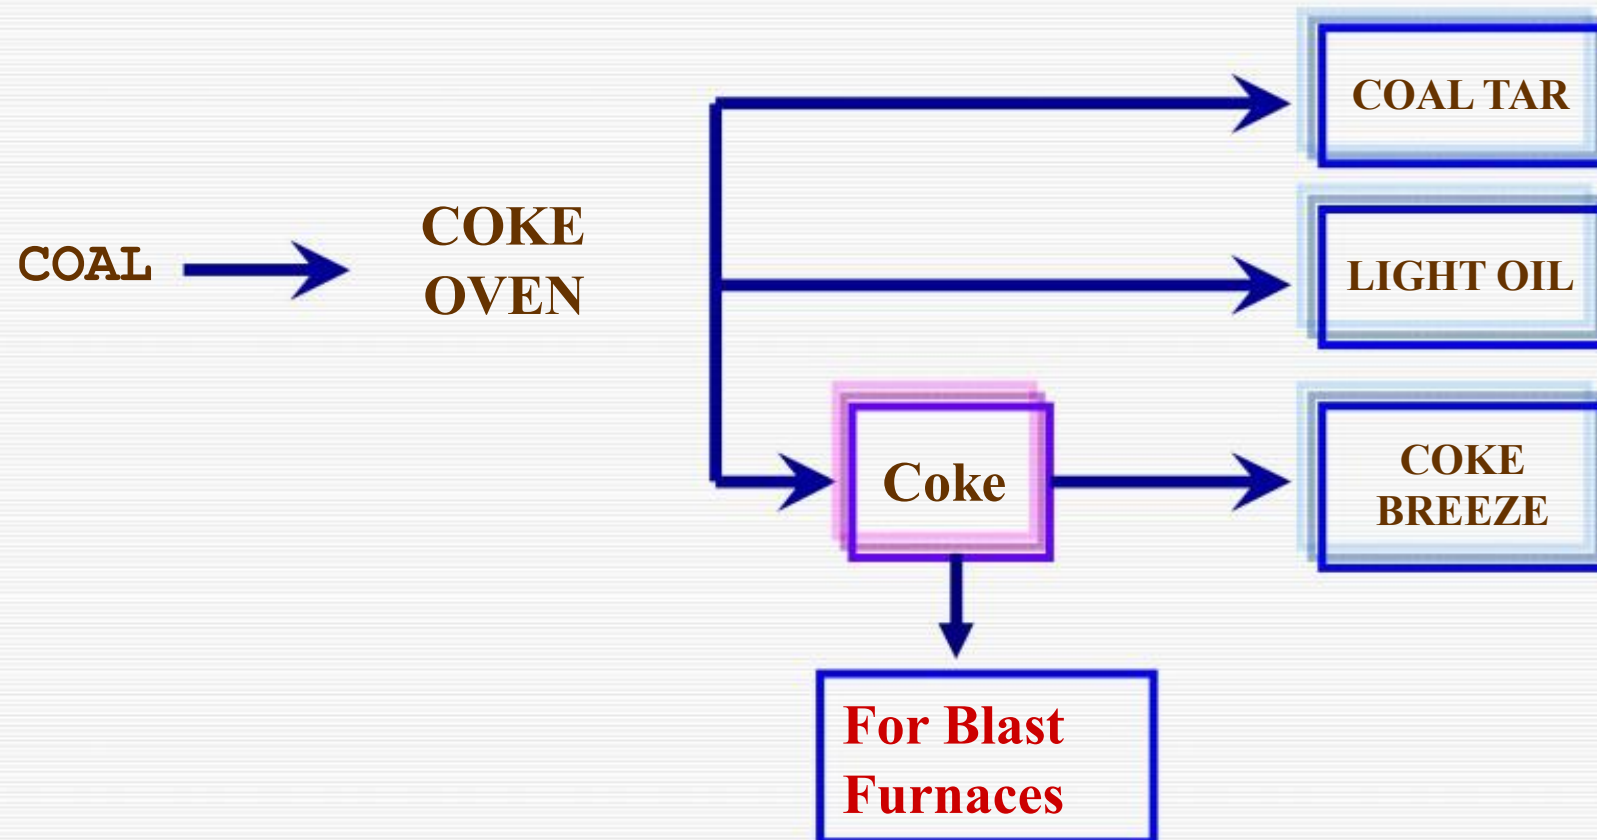 COAL TAR
COKE
OVEN
COAL
LIGHT OIL
Coke
COKE
BREEZE
For Blast
Furnaces